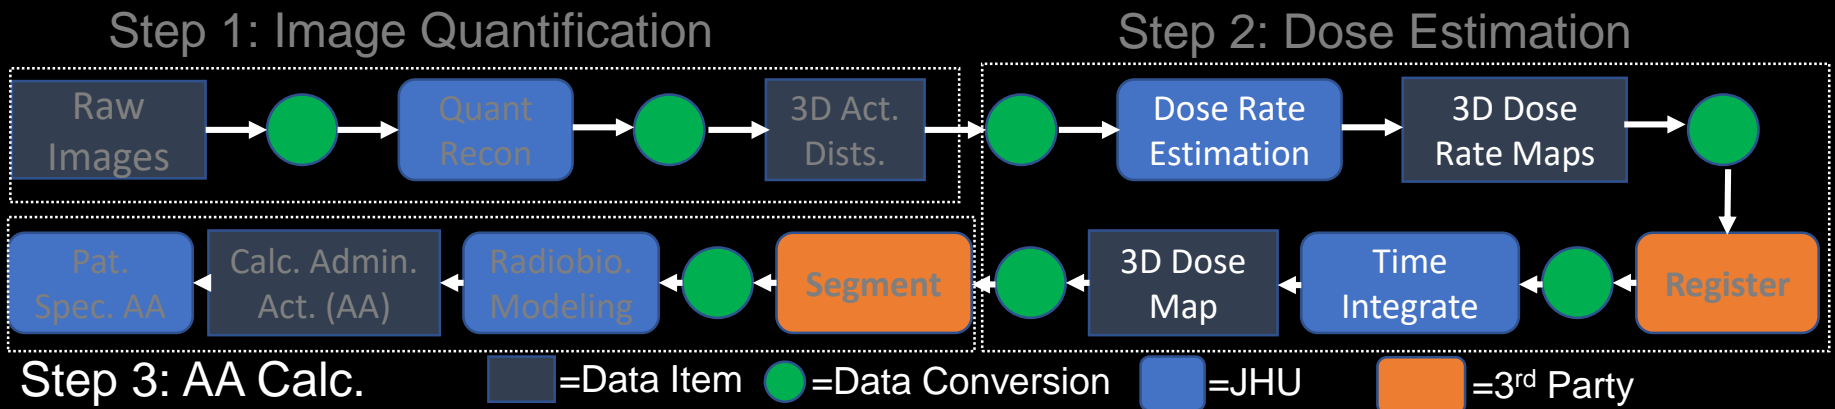 Step 1: Image Quantification
Step 2: Dose Estimation
Raw
Images
Quant
Recon
3D Act.
Dists.
Dose Rate
Estimation
3D Dose
Rate Maps
Pat.
Spec. AA
Calc. Admin.
Act. (AA)
Radiobio.
Modeling
Segment
3D Dose
Map
Time
Integrate
Register
Step 3: AA Calc.
=Data Item
=Data Conversion
=JHU
=3rd Party